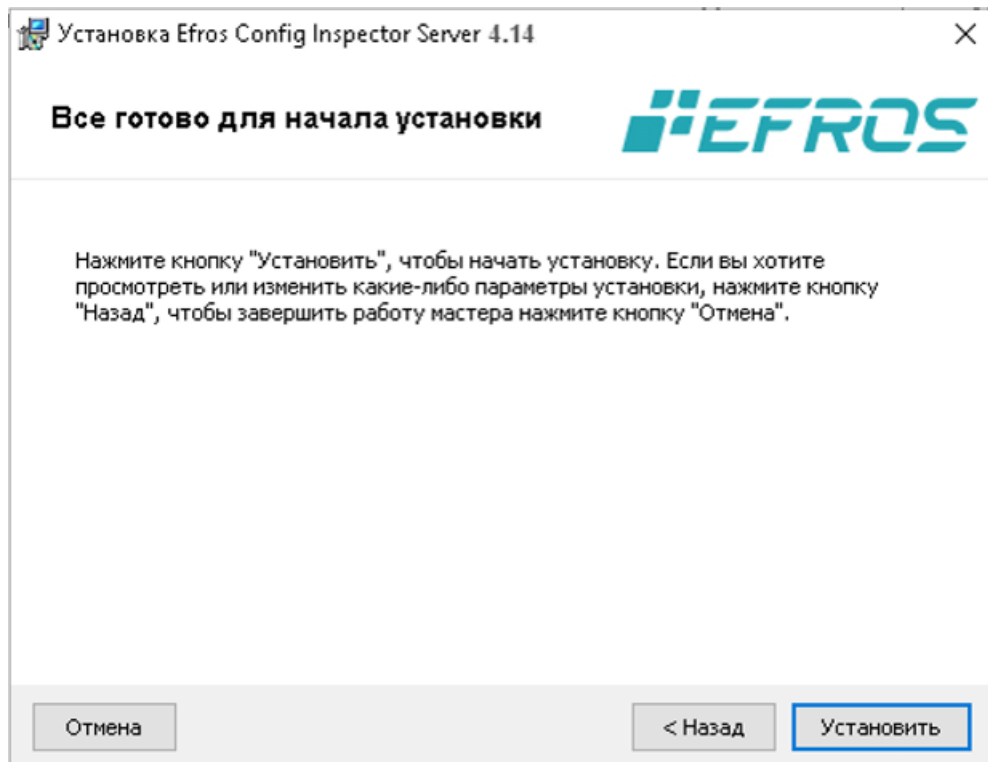 Установка Efros Config Inspector Server 4.14
Все готово для начала установки
EFROS
Нажмите кнопку "Установить", чтобы начать установку. Если вы хотите
просмотреть или изменить какие-либо параметры установки, нажмите кнопку
"Назад", чтобы завершить работу мастера нажмите кнопку "Отмена".
Отмена
< Назад
Установить